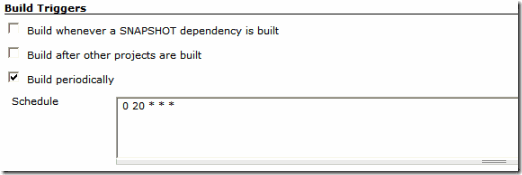 Build Triggers
Build whenever a SNAPSHOT dependency is built
Build after other projects are built
Build periodically
Schedule
0 20 * * *